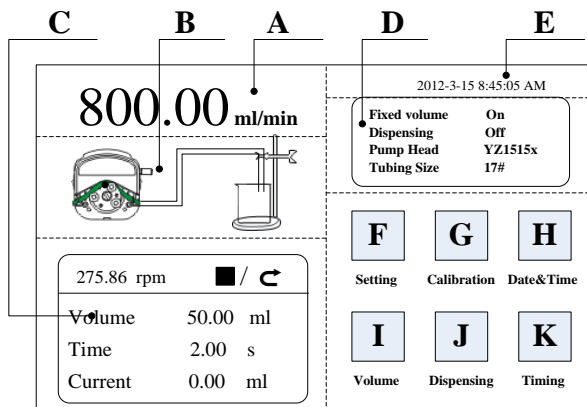 C B A D E
800.00 ml/min
2012-3-15 8:45:05 AM
Fixed volume On
Dispensing Off
Pump Head YZ1515x
Tubing Size 17#
275.86 rpm /
Volume 50.00 ml
Time 2.00 s
Current 0.00 ml
F G H
Setting Calibration Date&Time
I J K
Volume Dispensing Timing